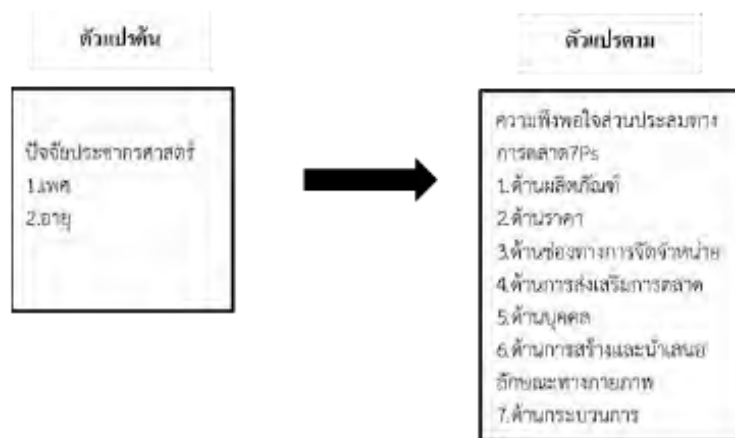 ตัวแปรต้น
ปัจจัยประชากรศาสตร์
1.เพศ
2.อายุ
ตัวแปรตาม
ความพึงพอใจส่วนประสมทาง
การตลาด7Ps
1.ด้านผลิตภัณฑ์
2.ด้านราคา
3.ด้านช่องทางการจัดจำหน่าย
4.ด้านการส่งเสริมการตลาด
5.ด้านบุคคล
6.ด้านการสร้างและนำเสนอ
ลักษณะทางกายภาพ
7.ด้านกระบวนการ